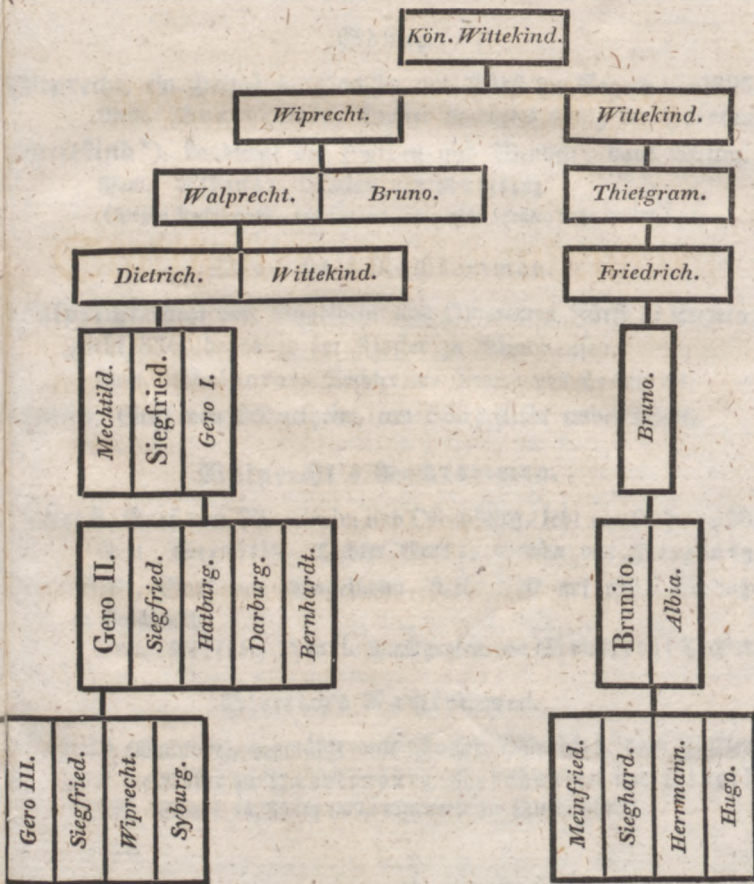 Kön. Wittekind.
Wiprecht. Wittekind.
Walprecht. Bruno. Thietgram.
Dietrich. Wittekind. Friedrich.
Mechtild.
Siegfried.
Gero I.
Bruno.
Gero II.
Siegfried.
Hatburg.
Darburg.
Bernhardt.
Brunito.
Albia.
Gero III.
Siegfried.
Wiprecht.
Syburg.
Meinfried.
Sieghard.
Herrmann.
Hugo.